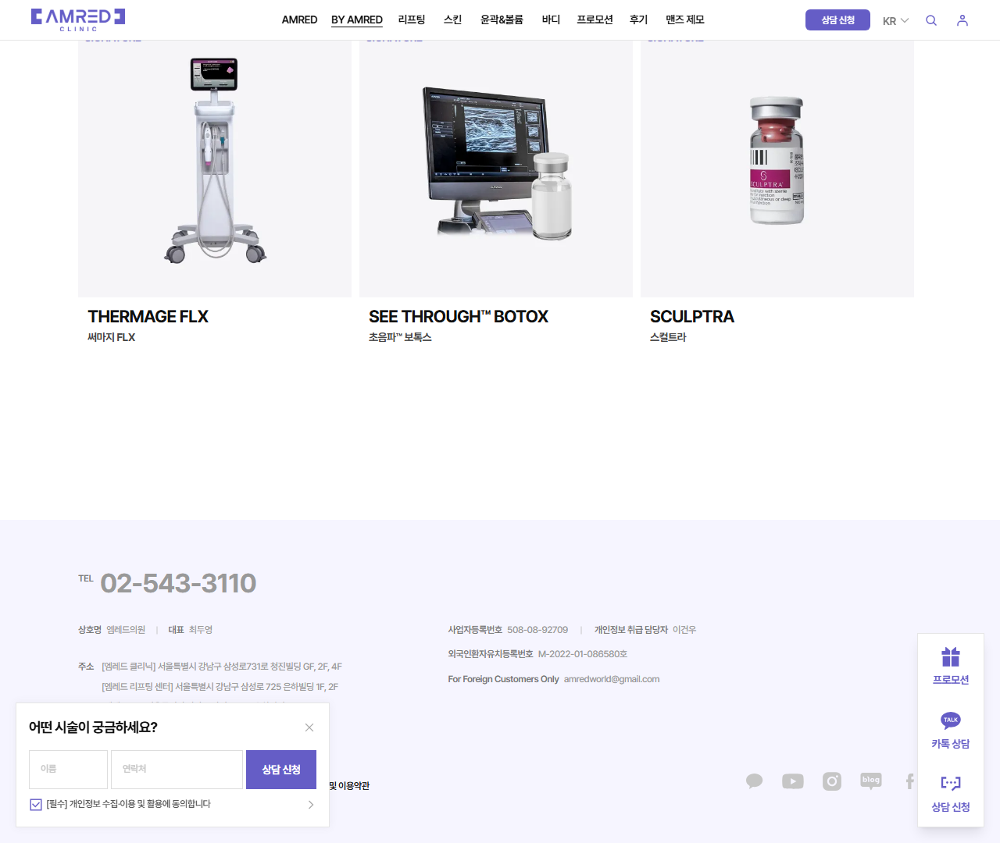 AMRED
CLINIC
AMRED
BY AMRED
리프팅
스킨
윤곽&볼륨
바디
프로모션
후기
맨즈 제모
상담 신청
KR
SCULPTRA
THERMAGE FLX
써마지 FLX
SEE THROUGH™ BOTOX
초음파™ 보톡스
SCULPTRA
스컬트라
TEL 02-543-3110
상호명 엠레드의원 | 대표 최두영
사업자등록번호 508-08-92709 | 개인정보 취급 담당자 이건우
외국인환자유치등록번호 M-2022-01-086580호
For Foreign Customers Only amredworld@gmail.com
주소 [엠레드 클리닉] 서울특별시 강남구 삼성로731로 청진빌딩 GF, 2F, 4F
[엠레드 리프팅 센터] 서울특별시 강남구 삼성로 725 은하빌딩 1F, 2F
및 이용약관
blog
어떤 시술이 궁금하세요?
이름
연락처
상담 신청
[필수] 개인정보 수집·이용 및 활용에 동의합니다
프로모션
TALK
카톡 상담
상담 신청